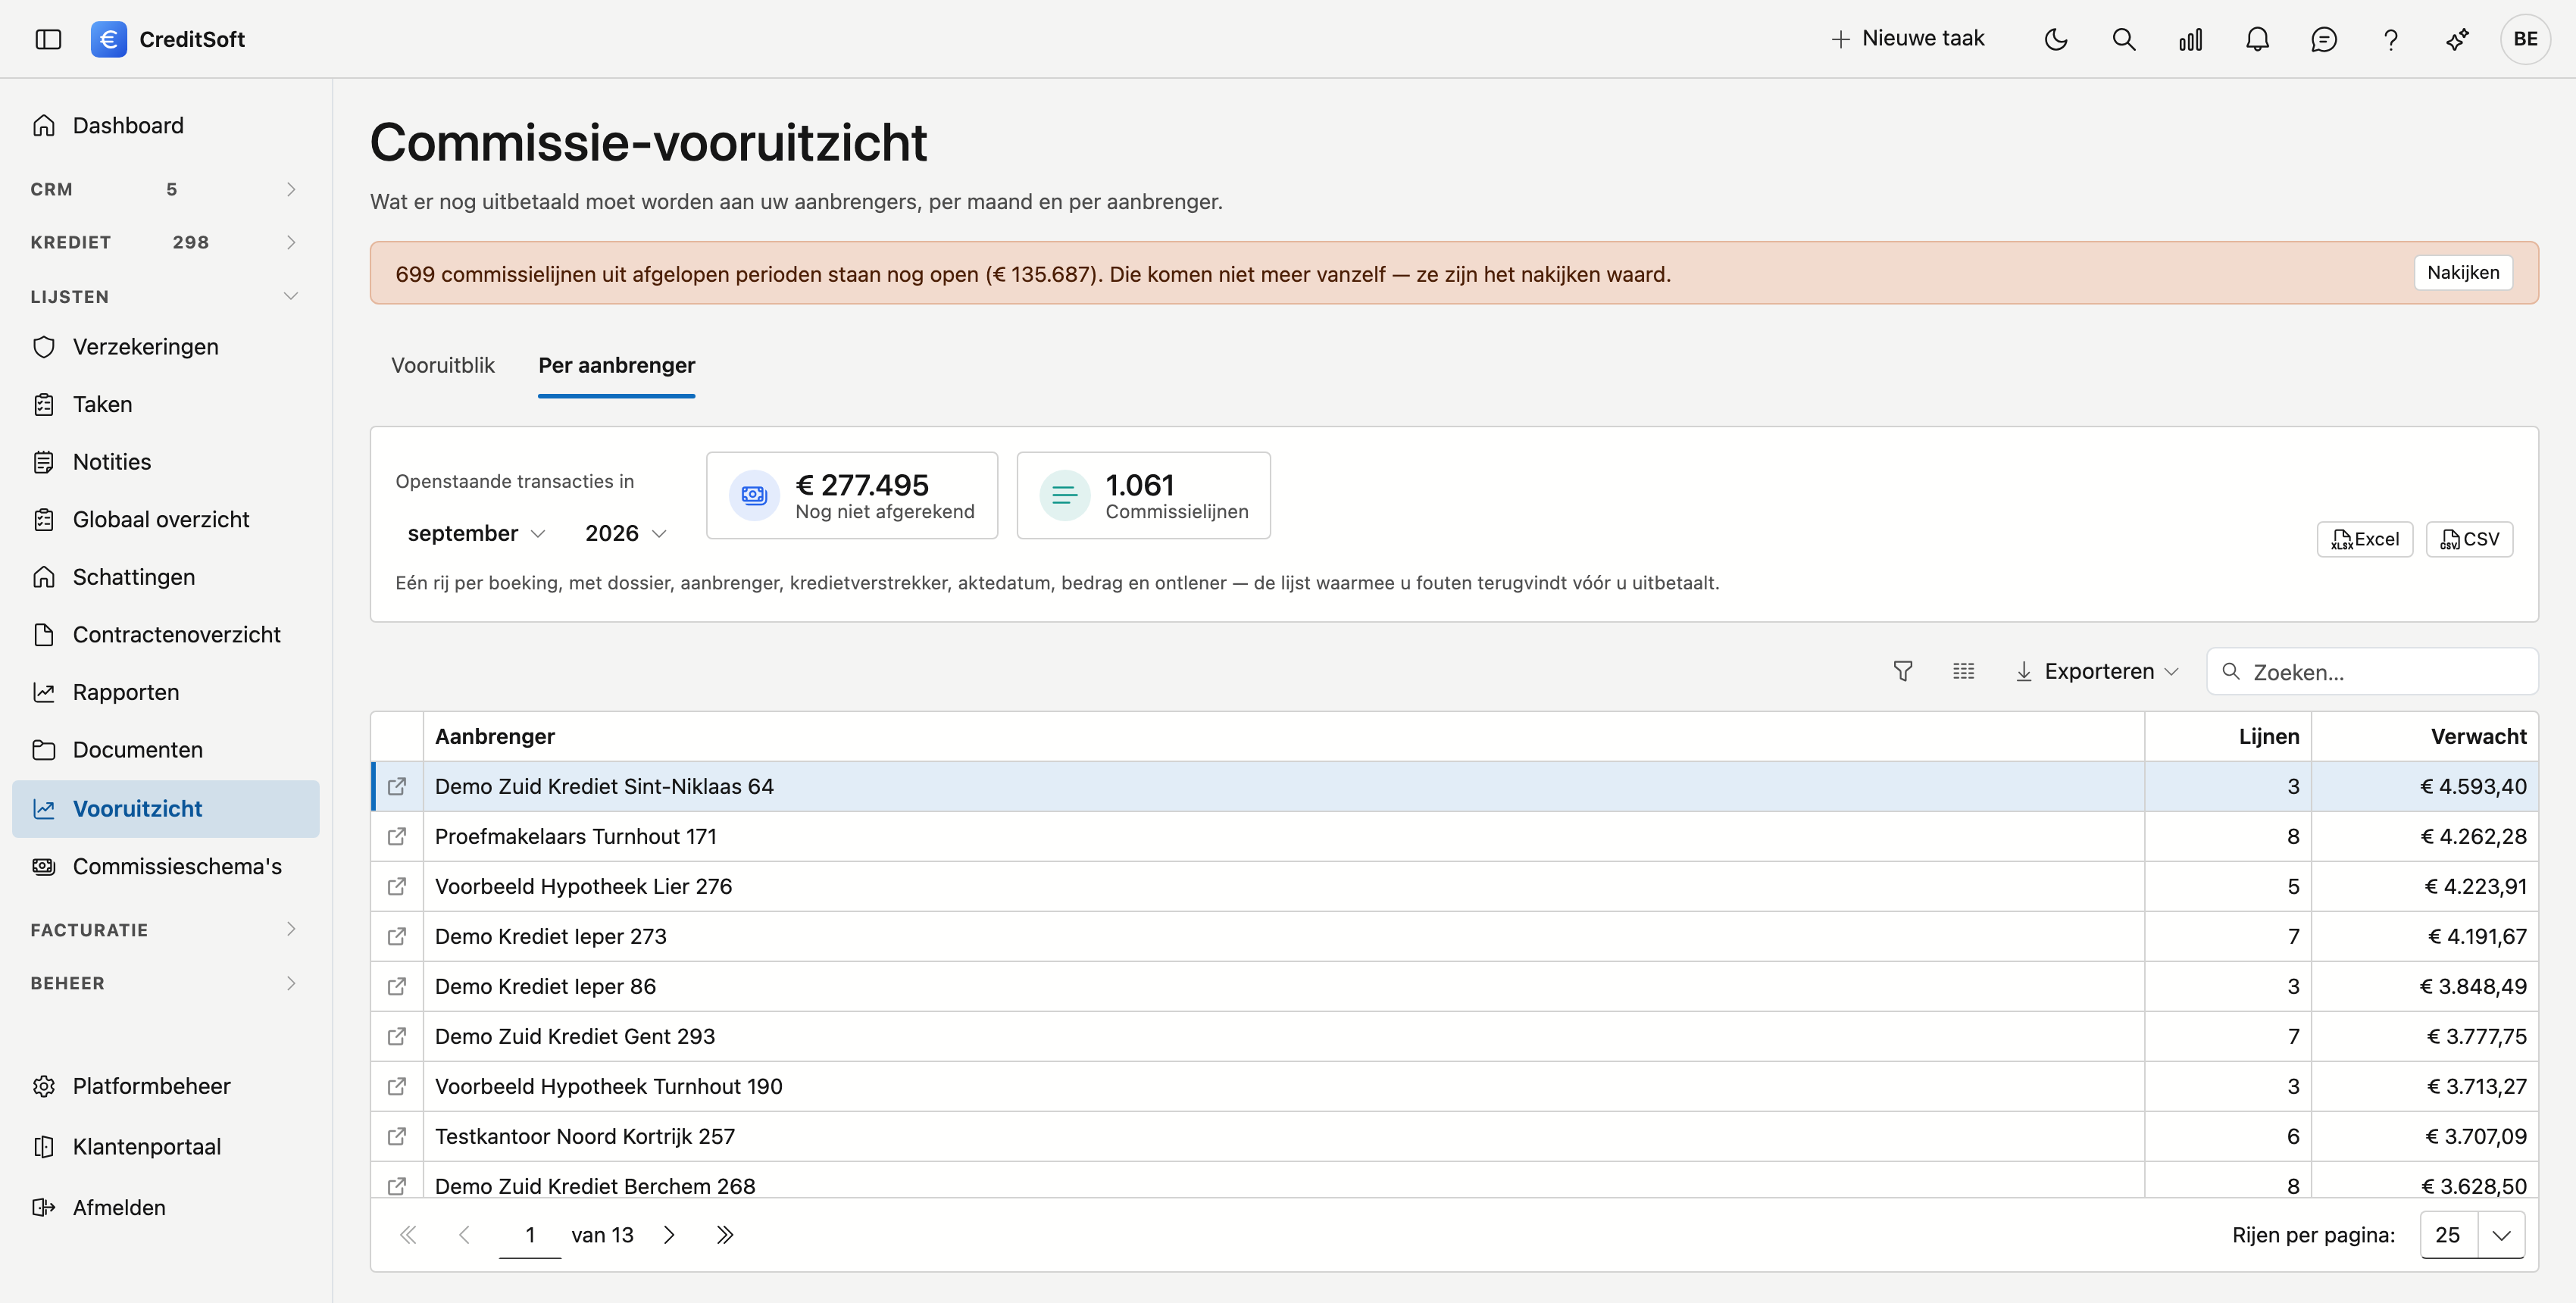 € CreditSoft
Nieuwe taak
BE
Dashboard
CRM 5
KREDIET 298
LIJSTEN
Verzekeringen
Taken
Notities
Globaal overzicht
Schattingen
Contractenoverzicht
Rapporten
Documenten
Vooruitzicht
Commissieschema's
FACTURATIE
BEHEER
Platformbeheer
Klantenportaal
Afmelden
Commissie-vooruitzicht
Wat er nog uitbetaald moet worden aan uw aanbrengers, per maand en per aanbrenger.
699 commissielijnen uit afgelopen perioden staan nog open (€ 135.687). Die komen niet meer vanzelf — ze zijn het nakijken waard.
Nakijken
Vooruitblik Per aanbrenger
Openstaande transacties in
september 2026
€ 277.495
Nog niet afgerekend
1.061
Commissielijnen
XLSX Excel
CSV CSV
Eén rij per boeking, met dossier, aanbrenger, kredietverstrekker, aktedatum, bedrag en ontlener — de lijst waarmee u fouten terugvindt vóór u uitbetaalt.
Exporteren
Zoeken...
Aanbrenger Lijnen Verwacht
Demo Zuid Krediet Sint-Niklaas 64 3 € 4.593,40
Proefmakelaars Turnhout 171 8 € 4.262,28
Voorbeeld Hypotheek Lier 276 5 € 4.223,91
Demo Krediet Ieper 273 7 € 4.191,67
Demo Krediet Ieper 86 3 € 3.848,49
Demo Zuid Krediet Gent 293 7 € 3.777,75
Voorbeeld Hypotheek Turnhout 190 3 € 3.713,27
Testkantoor Noord Kortrijk 257 6 € 3.707,09
Demo Zuid Krediet Berchem 268 8 € 3.628,50
1 van 13
Rijen per pagina: 25